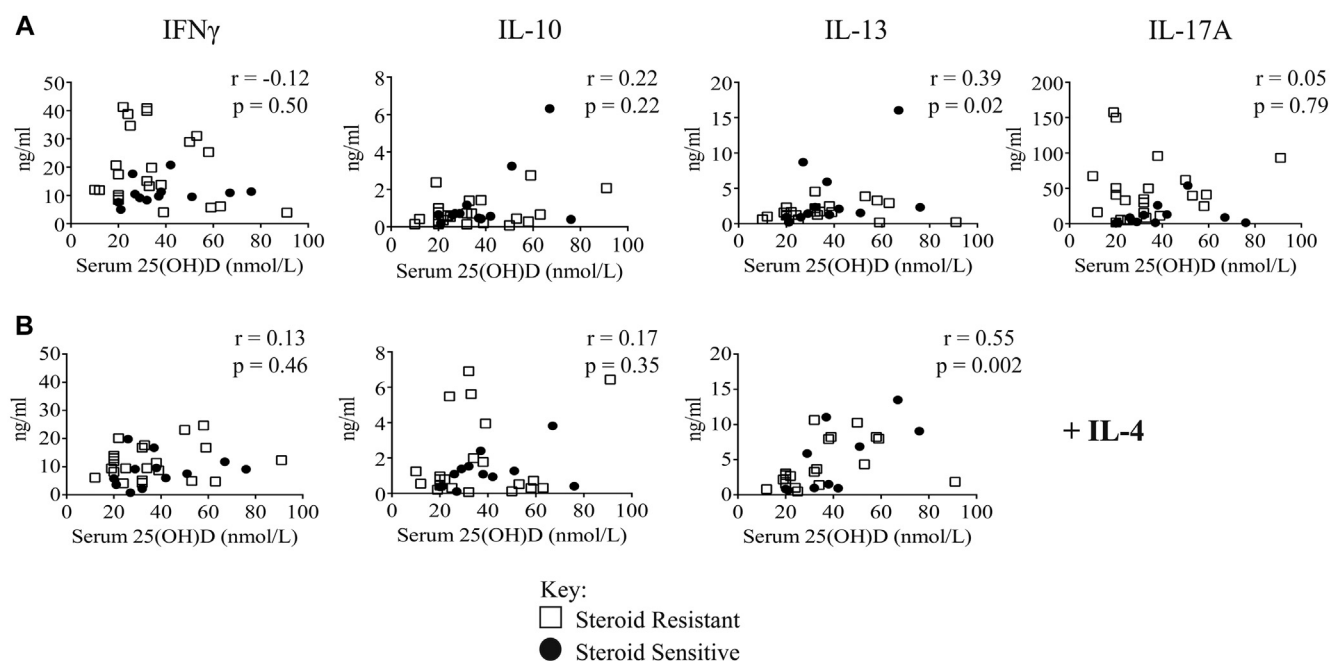 A
IFNγ
IL-10
IL-13
IL-17A
r = -0.12
p = 0.50
ng/ml
50
40
30
20
10
0
0 20 40 60 80 100
Serum 25(OH)D (nmol/L)
r = 0.22
p = 0.22
ng/ml
8
6
4
2
0
0 20 40 60 80 100
Serum 25(OH)D (nmol/L)
r = 0.39
p = 0.02
ng/ml
20
15
10
5
0
0 20 40 60 80 100
Serum 25(OH)D (nmol/L)
r = 0.05
p = 0.79
ng/ml
200
150
100
50
0
0 20 40 60 80 100
Serum 25(OH)D (nmol/L)
B
r = 0.13
p = 0.46
ng/ml
50
40
30
20
10
0
0 20 40 60 80 100
Serum 25(OH)D (nmol/L)
r = 0.17
p = 0.35
ng/ml
8
6
4
2
0
0 20 40 60 80 100
Serum 25(OH)D (nmol/L)
r = 0.55
p = 0.002
ng/ml
20
15
10
5
0
0 20 40 60 80 100
Serum 25(OH)D (nmol/L)
+ IL-4
Key:
Steroid Resistant
Steroid Sensitive